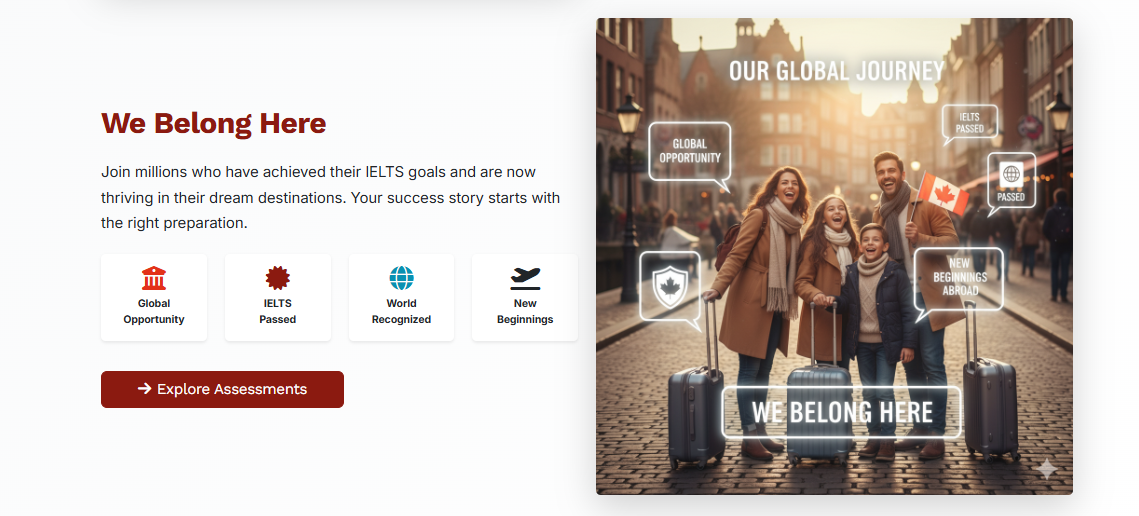 We Belong Here
Join millions who have achieved their IELTS goals and are now
thriving in their dream destinations. Your success story starts with
the right preparation.
Global
Opportunity
IELTS
Passed
World
Recognized
New
Beginnings
Explore Assessments
OUR GLOBAL JOURNEY
GLOBAL
OPPORTUNITY
IELTS
PASSED
PASSED
NEW
BEGINNINGS
ABROAD
WE BELONG HERE